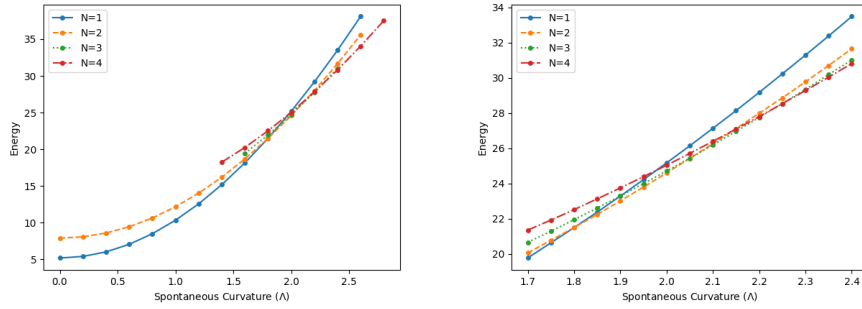 N=1
N=2
N=3
N=4
Energy
35
30
25
20
15
10
5
0.0 0.5 1.0 1.5 2.0 2.5
Spontaneous Curvature (Λ)
N=1
N=2
N=3
N=4
Energy
34
32
30
28
26
24
22
20
1.7 1.8 1.9 2.0 2.1 2.2 2.3 2.4
Spontaneous Curvature (Λ)